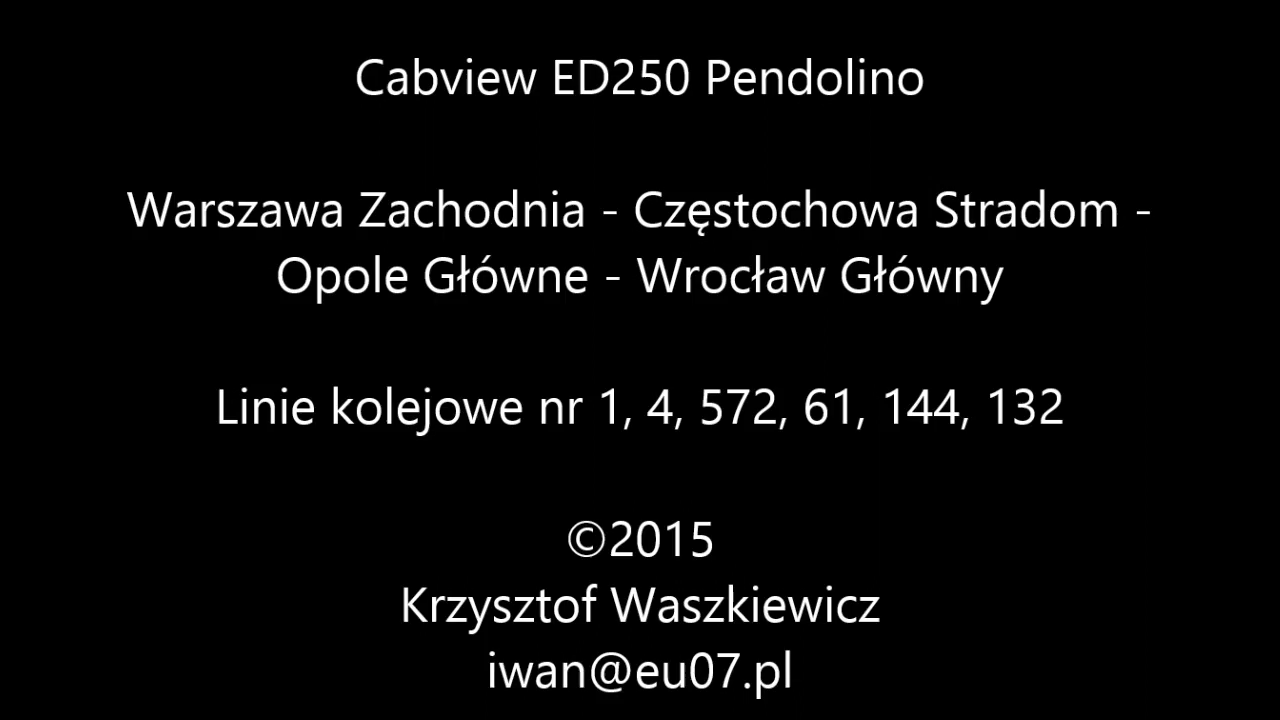 Cabview ED250 Pendolino
Warszawa Zachodnia - Częstochowa Stradom -
Opole Główne - Wrocław Główny
Linie kolejowe nr 1, 4, 572, 61, 144, 132
©2015
Krzysztof Waszkiewicz
iwan@eu07.pl